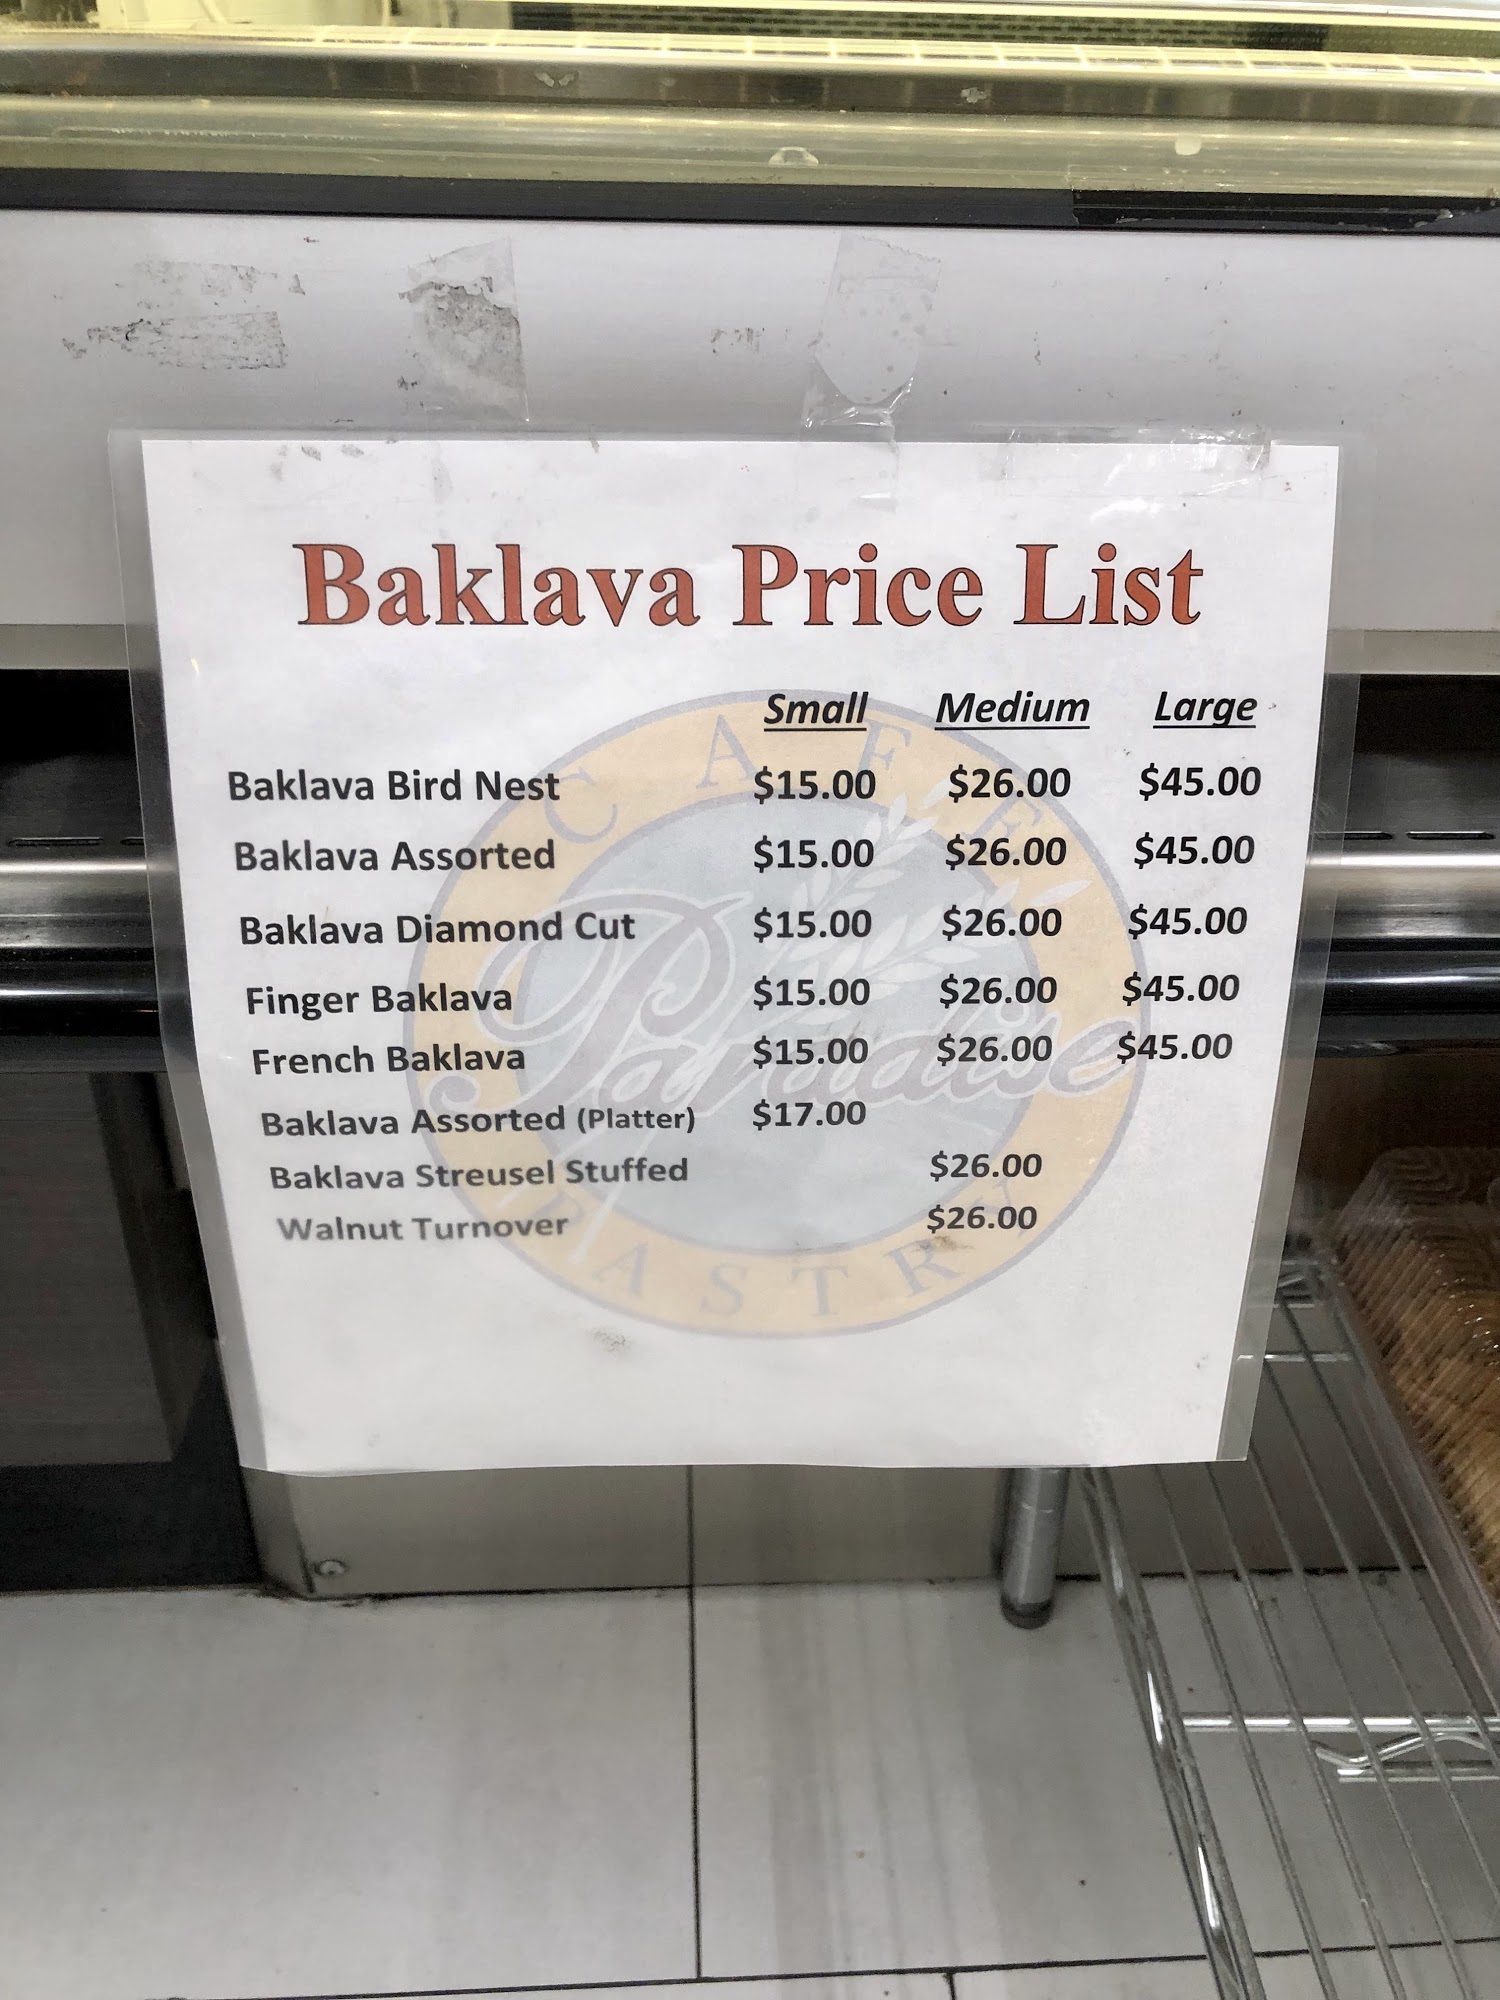 Baklava Price List
Small Medium Large
Baklava Bird Nest $15.00 $26.00 $45.00
Baklava Assorted $15.00 $26.00 $45.00
Baklava Diamond Cut $15.00 $26.00 $45.00
Finger Baklava $15.00 $26.00 $45.00
French Baklava $15.00 $26.00 $45.00
Baklava Assorted (Platter) $17.00
Baklava Streusel Stuffed $26.00
Walnut Turnover $26.00
CAFE
Paradise
PASTRY